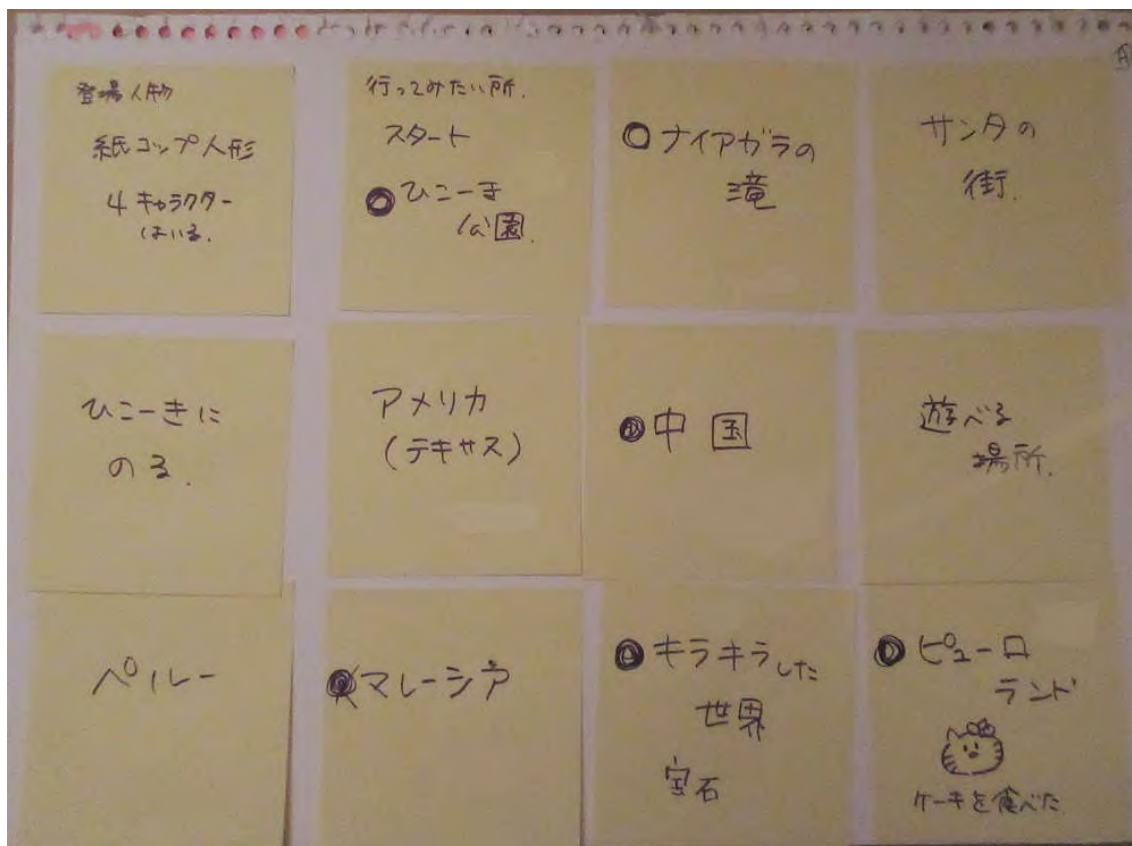 登場人物
紙コップ人形
4キャラクター
はいる.
行ってみたい所.
スタート
ひこーき
公園.
ナイアガラの
滝
サンタの
街.
ひこーきに
のる.
アメリカ
(テキサス)
中国
遊べる
場所.
ペルー
マレーシア
キラキラした
世界
宝石
ピューロ
ランド
ケーキを食べた